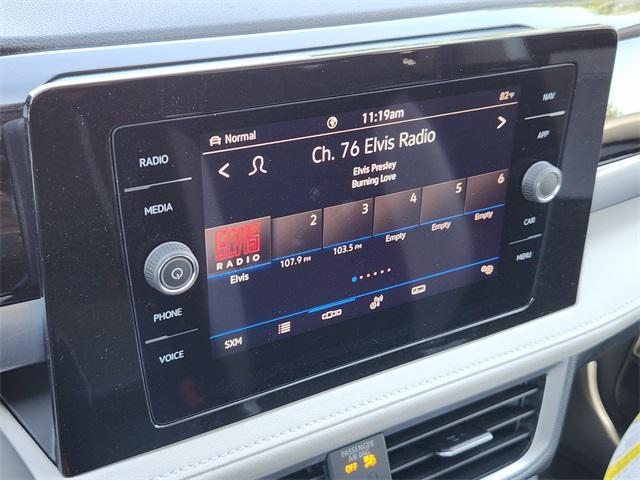 Normal
11:19am
82°F
Ch. 76 Elvis Radio
Elvis Presley
Burning Love
ELVIS
RADIO
2
3
4
5
6
Elvis
107.9 FM
103.5 FM
Empty
Empty
Empty
SXM
RADIO
MEDIA
PHONE
VOICE
NAV
APP
CAR
MENU
PASSENGER
AIR BAG
OFF